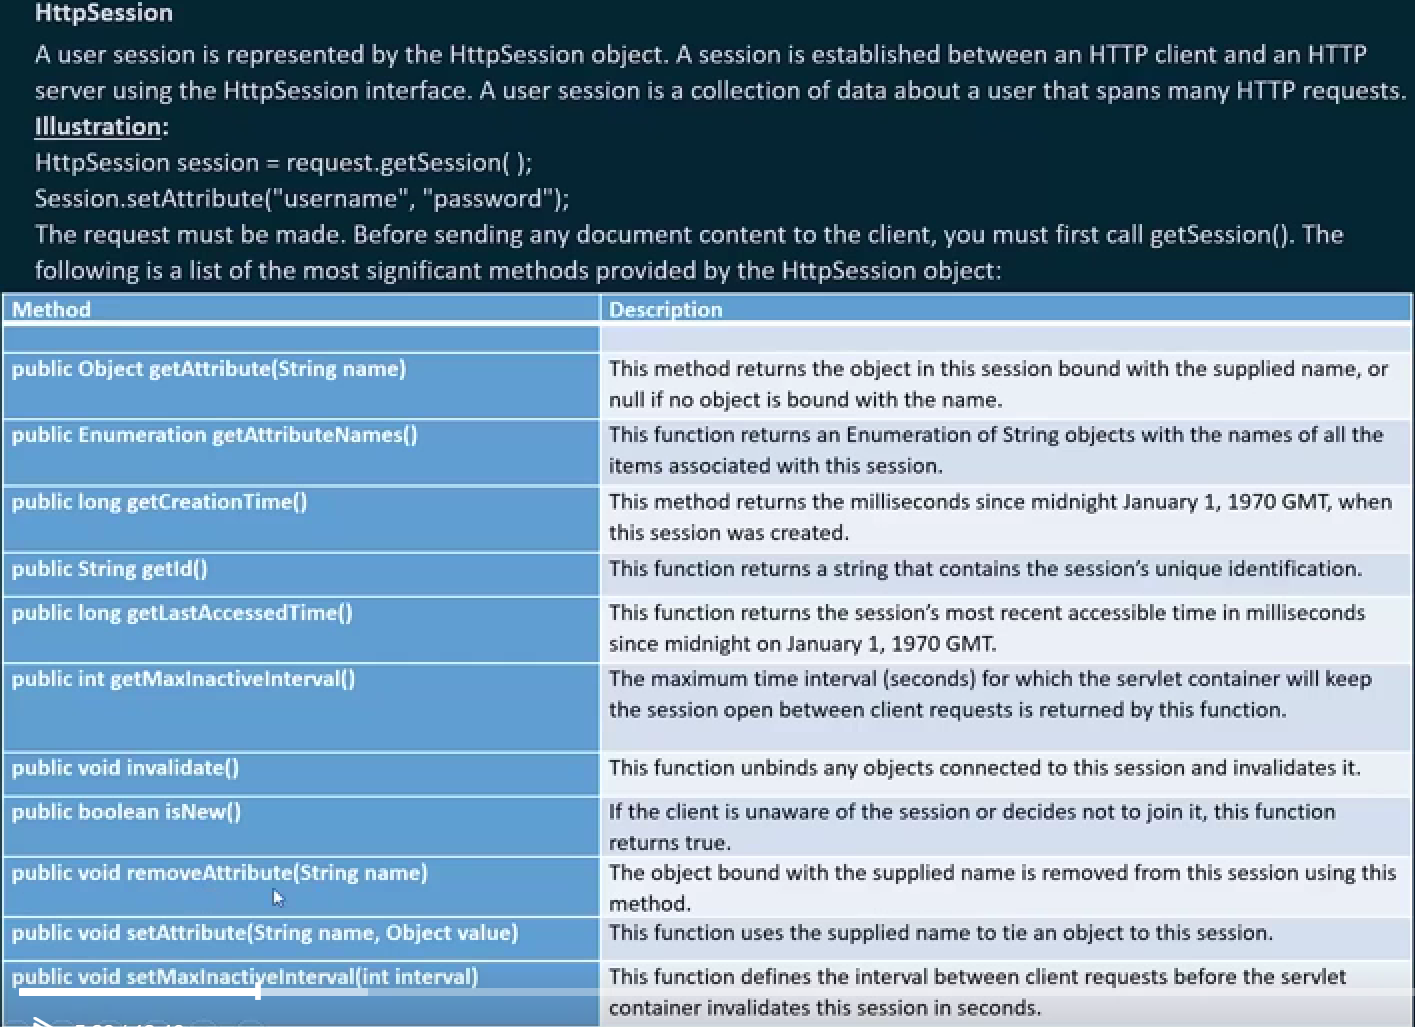 HttpSession
A user session is represented by the HttpSession object. A session is established between an HTTP client and an HTTP
server using the HttpSession interface. A user session is a collection of data about a user that spans many HTTP requests.
Illustration:
HttpSession session = request.getSession( );
Session.setAttribute("username", "password");
The request must be made. Before sending any document content to the client, you must first call getSession(). The
following is a list of the most significant methods provided by the HttpSession object:
Method Description
public Object getAttribute(String name) This method returns the object in this session bound with the supplied name, or
null if no object is bound with the name.
public Enumeration getAttributeNames() This function returns an Enumeration of String objects with the names of all the
items associated with this session.
public long getCreationTime() This method returns the milliseconds since midnight January 1, 1970 GMT, when
this session was created.
public String getId() This function returns a string that contains the session’s unique identification.
public long getLastAccessedTime() This function returns the session’s most recent accessible time in milliseconds
since midnight on January 1, 1970 GMT.
public int getMaxInactiveInterval() The maximum time interval (seconds) for which the servlet container will keep
the session open between client requests is returned by this function.
public void invalidate() This function unbinds any objects connected to this session and invalidates it.
public boolean isNew() If the client is unaware of the session or decides not to join it, this function
returns true.
public void removeAttribute(String name) The object bound with the supplied name is removed from this session using this
method.
public void setAttribute(String name, Object value) This function uses the supplied name to tie an object to this session.
public void setMaxInactiveInterval(int interval) This function defines the interval between client requests before the servlet
container invalidates this session in seconds.